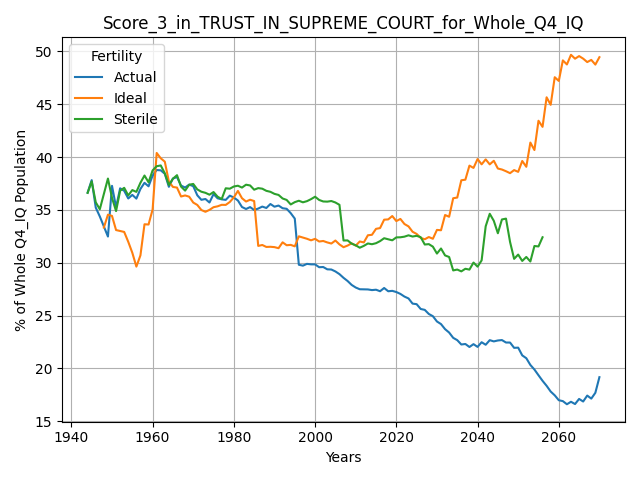 Score_3_in_TRUST_IN_SUPREME_COURT_for_Whole_Q4_IQ
Fertility
Actual
Ideal
Sterile
% of Whole Q4_IQ Population
50
45
40
35
30
25
20
15
1940
1960
1980
2000
2020
2040
2060
Years